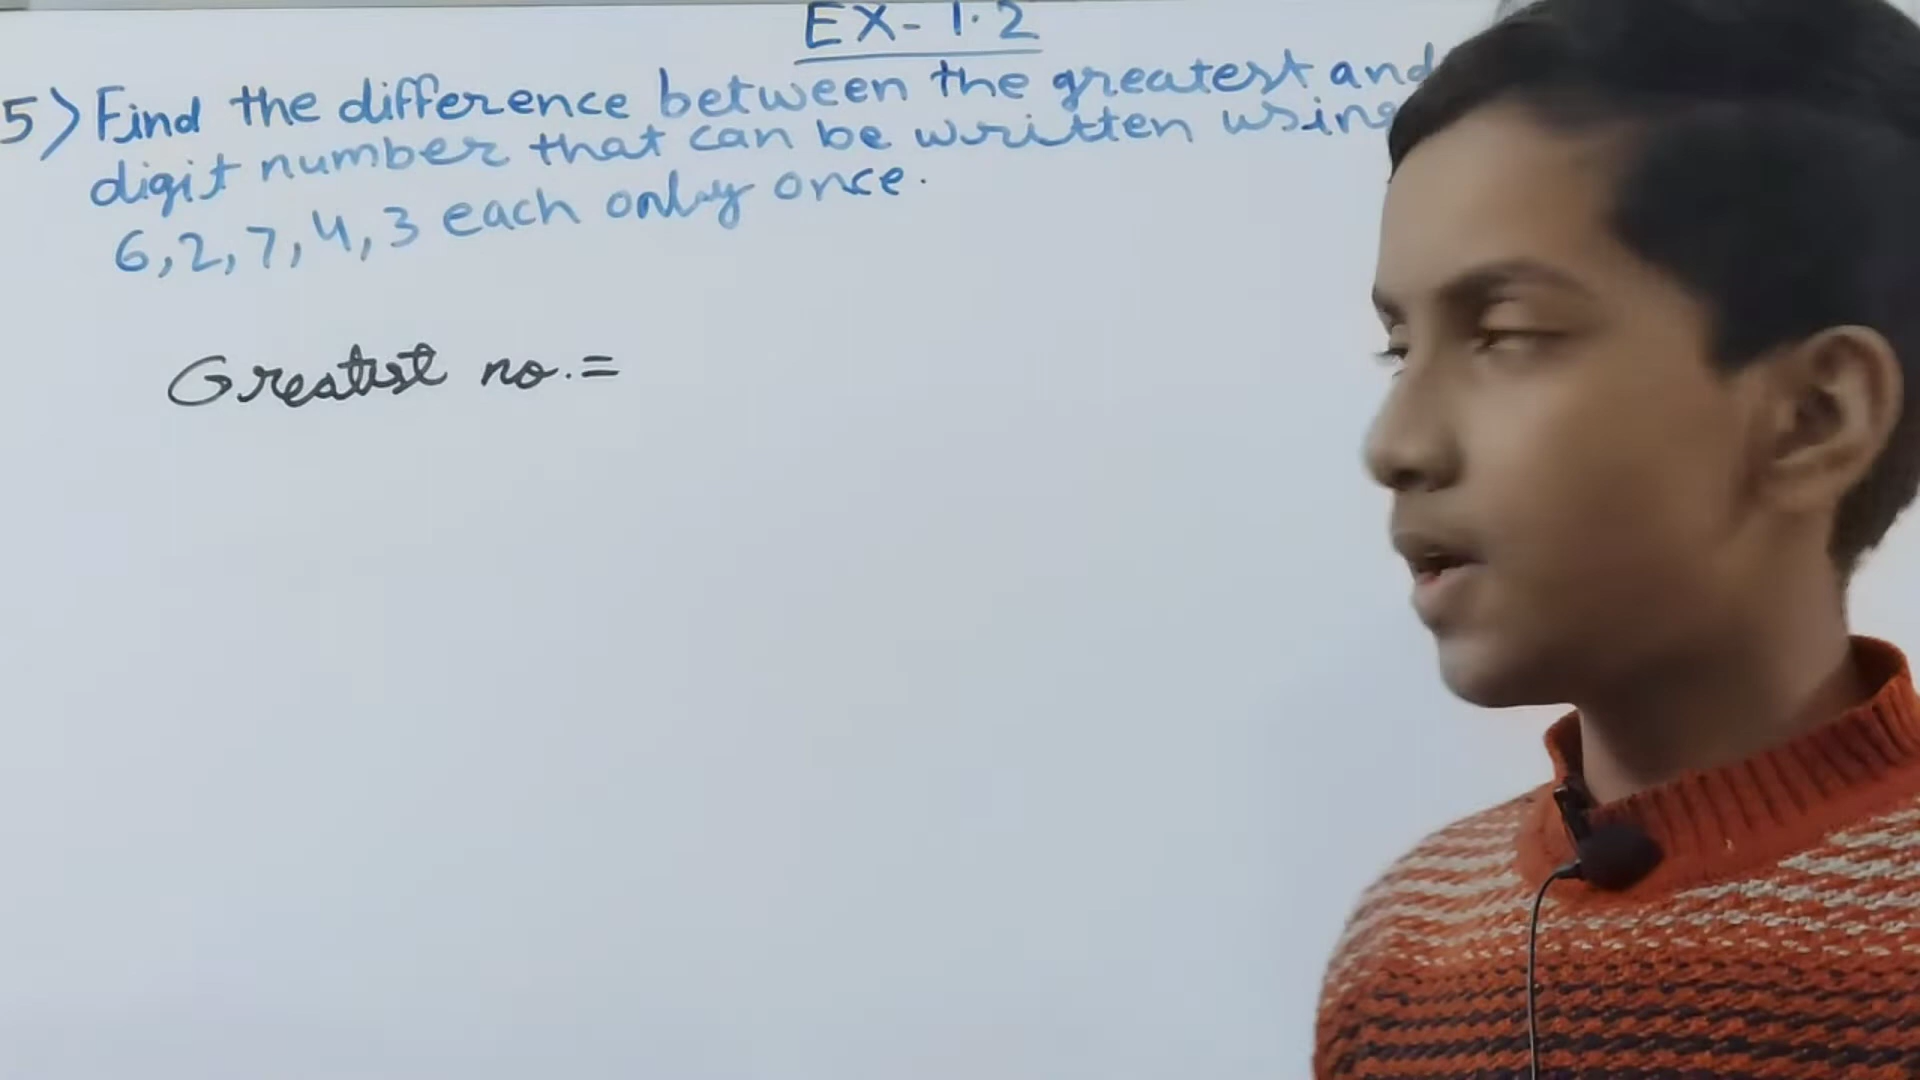 EX- 1.2
5) Find the difference between the greatest and
digit number that can be written using
6, 2, 7, 4, 3 each only once.
Greatest no. =